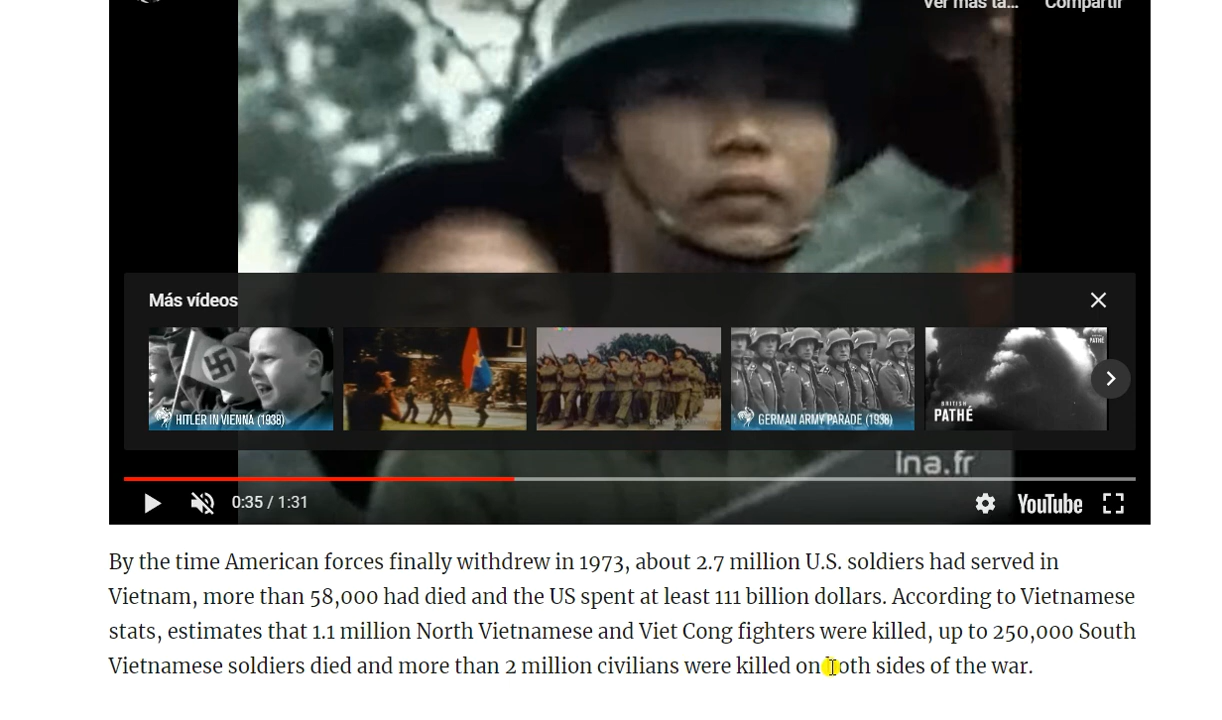 Ver más ta...
Compartir
Más vídeos
HITLER IN VIENNA (1938)
GERMAN ARMY PARADE (1938)
BRITISH
PATHÉ
PATHÉ
ina.fr
0:35 / 1:31
YouTube
By the time American forces finally withdrew in 1973, about 2.7 million U.S. soldiers had served in
Vietnam, more than 58,000 had died and the US spent at least 111 billion dollars. According to Vietnamese
stats, estimates that 1.1 million North Vietnamese and Viet Cong fighters were killed, up to 250,000 South
Vietnamese soldiers died and more than 2 million civilians were killed on both sides of the war.